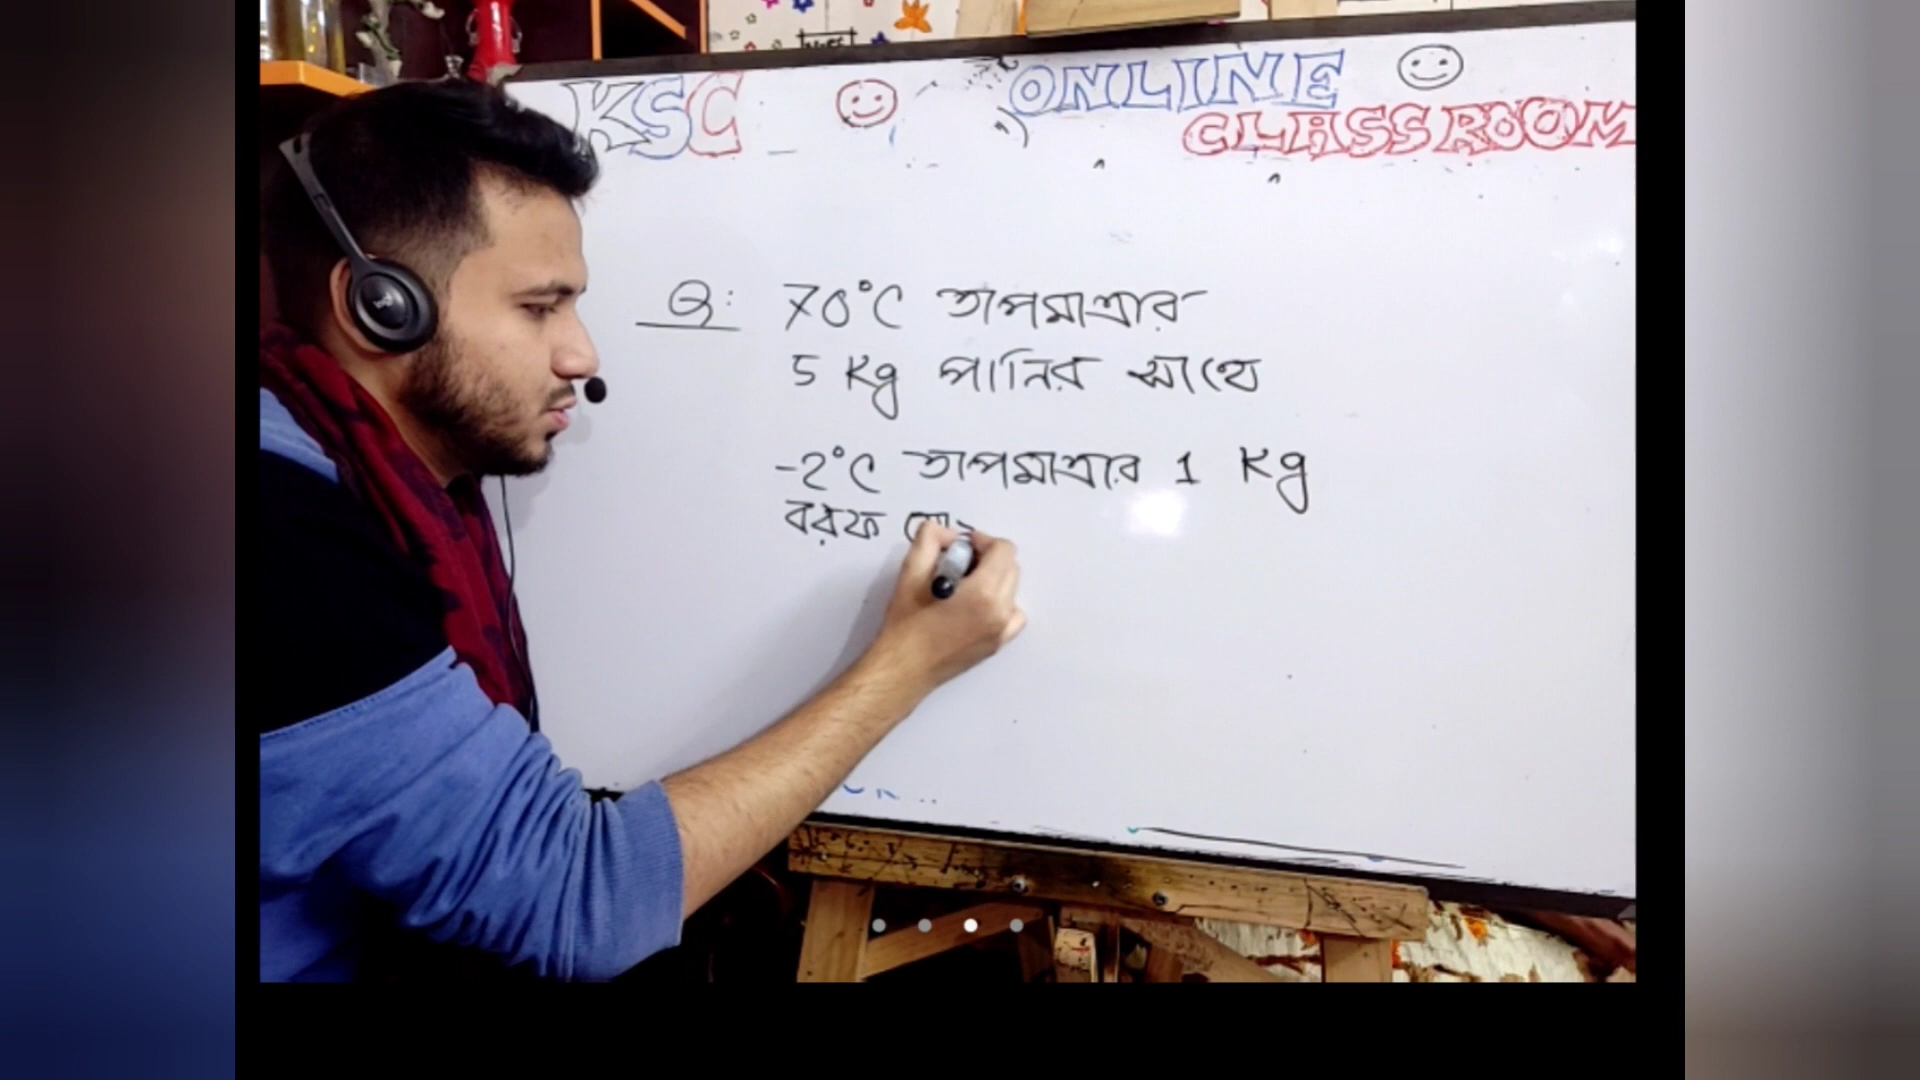 KSC ONLINE
CLASSROOM
Q: 70°C তাপমাত্রার
5 Kg পানির সাথে
-2°C তাপমাত্রার 1 Kg
বরফ